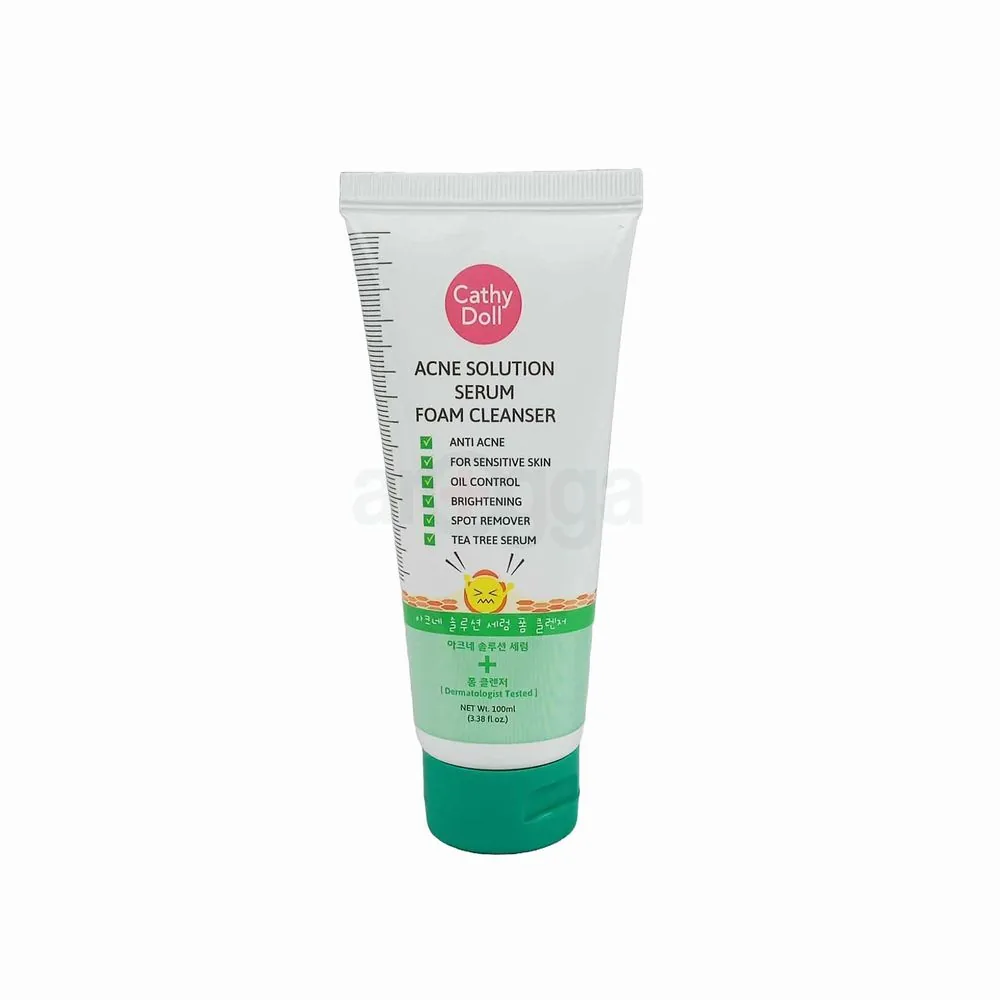 Cathy
Doll
ACNE SOLUTION
SERUM
FOAM CLEANSER
ANTI ACNE
FOR SENSITIVE SKIN
OIL CONTROL
BRIGHTENING
SPOT REMOVER
TEA TREE SERUM
아크네 솔루션 세럼 폼 클렌저
아크네 솔루션 세림
+
폼 클렌저
[ Dermatologist Tested ]
NET Wt. 100ml
(3.38 fl.oz.)